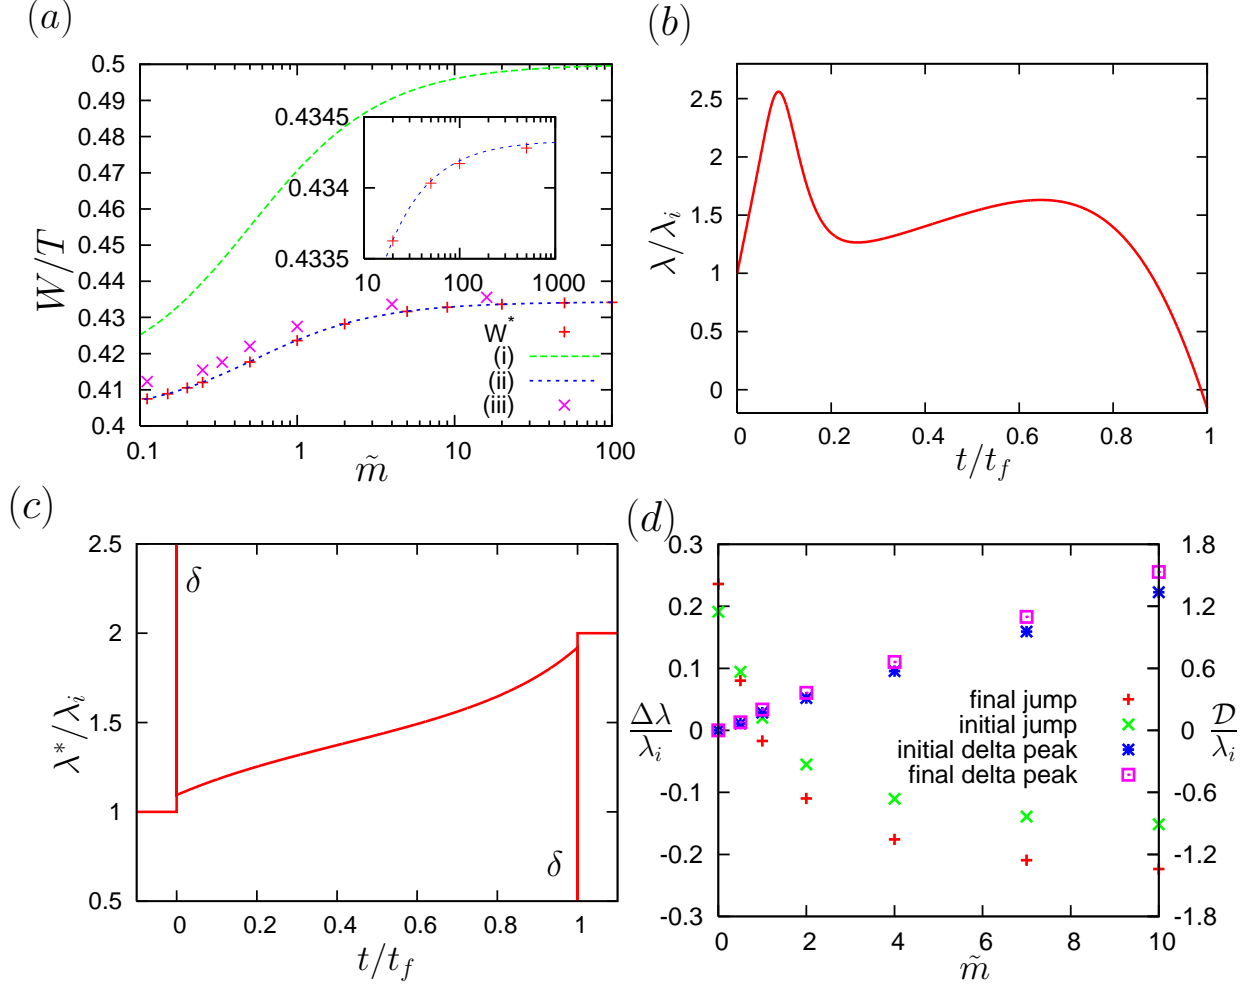 (a)
0.5
0.49
0.48
0.47
0.46
0.45
0.44
0.43
0.42
0.41
0.4
W/T
0.1 1 10 100
m̃
0.4345
0.434
0.4335
10 100 1000
W*
(i)
(ii)
(iii)
(b)
2.5
2
1.5
1
0.5
0
λ/λ_i
0 0.2 0.4 0.6 0.8 1
t/t_f
(c)
2.5
2
1.5
1
0.5
λ*/λ_i
δ
δ
0 0.2 0.4 0.6 0.8 1
t/t_f
(d)
0.3
0.2
0.1
0
-0.1
-0.2
-0.3
Δλ
λ_i
final jump
initial jump
initial delta peak
final delta peak
1.8
1.2
0.6
0
-0.6
-1.2
-1.8
𝒟
λ_i
0 2 4 6 8 10
m̃